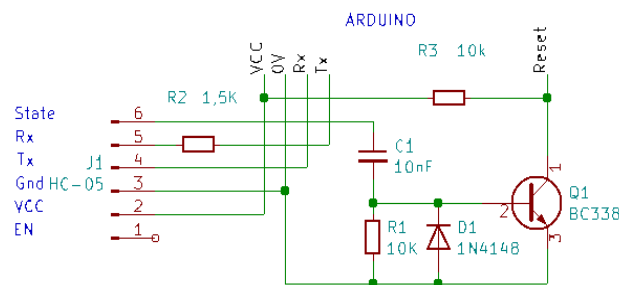 ARDUINO
VCC
0V
Rx
Tx
R3 10k
Reset
R2 1,5K
State 6
Rx 5
Tx J1 4
Gnd HC-05 3
VCC 2
EN 1
C1
10nF
R1
10K
D1
1N4148
1
2
3
Q1
BC338